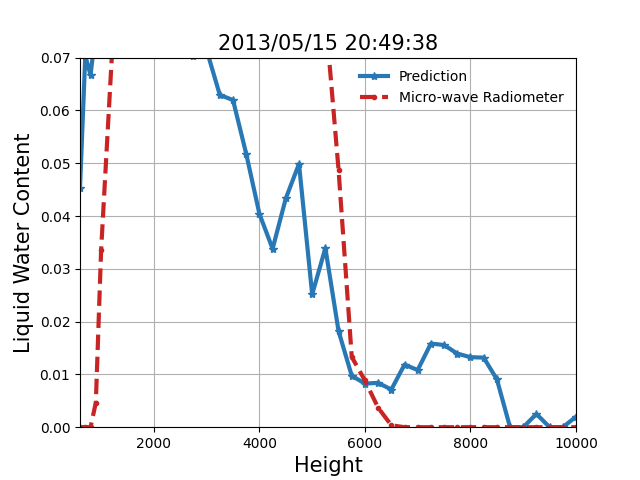 2013/05/15 20:49:38
Liquid Water Content
0.07
0.06
0.05
0.04
0.03
0.02
0.01
0.00
Prediction
Micro-wave Radiometer
2000 4000 6000 8000 10000
Height